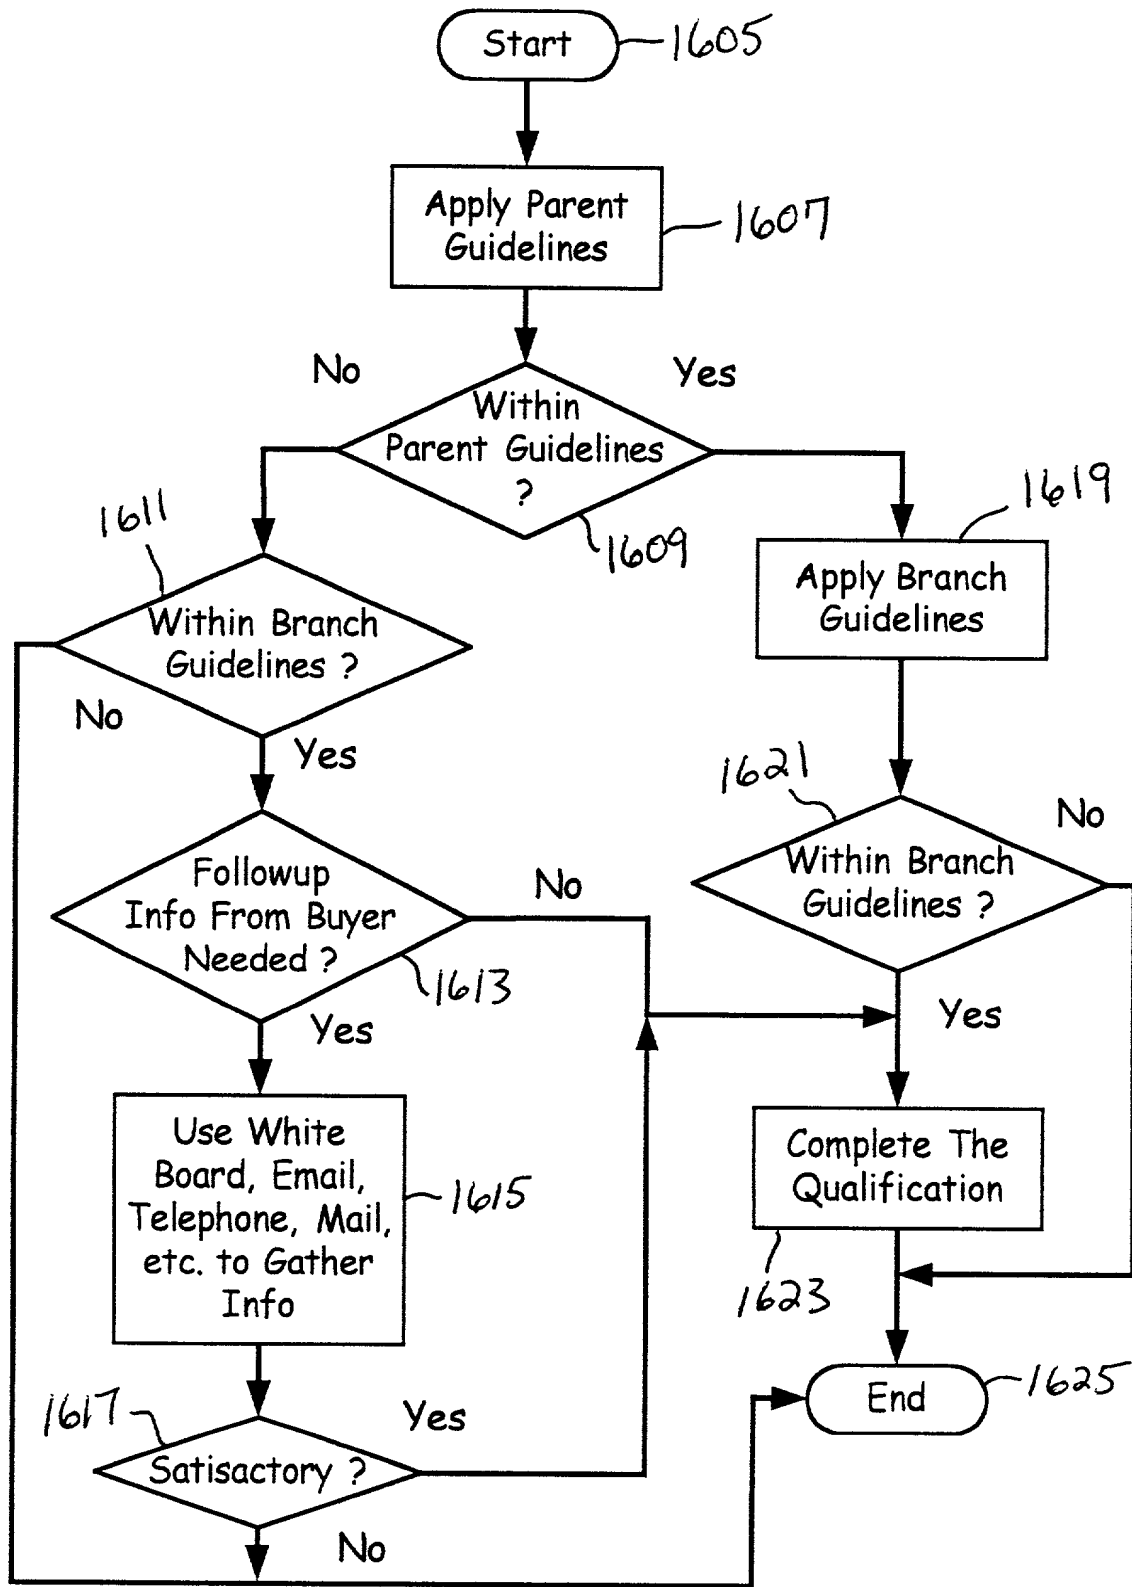 Start
1605
Apply Parent
Guidelines
1607
No
Yes
Within
Parent Guidelines
?
1609
1611
1619
Within Branch
Guidelines ?
Apply Branch
Guidelines
No
Yes
1621
No
Followup
Info From Buyer
Needed ?
No
1613
Within Branch
Guidelines ?
Yes
Yes
Use White
Board, Email,
Telephone, Mail,
etc. to Gather
Info
1615
Complete The
Qualification
1623
1617
Yes
Satisactory ?
No
End
1625